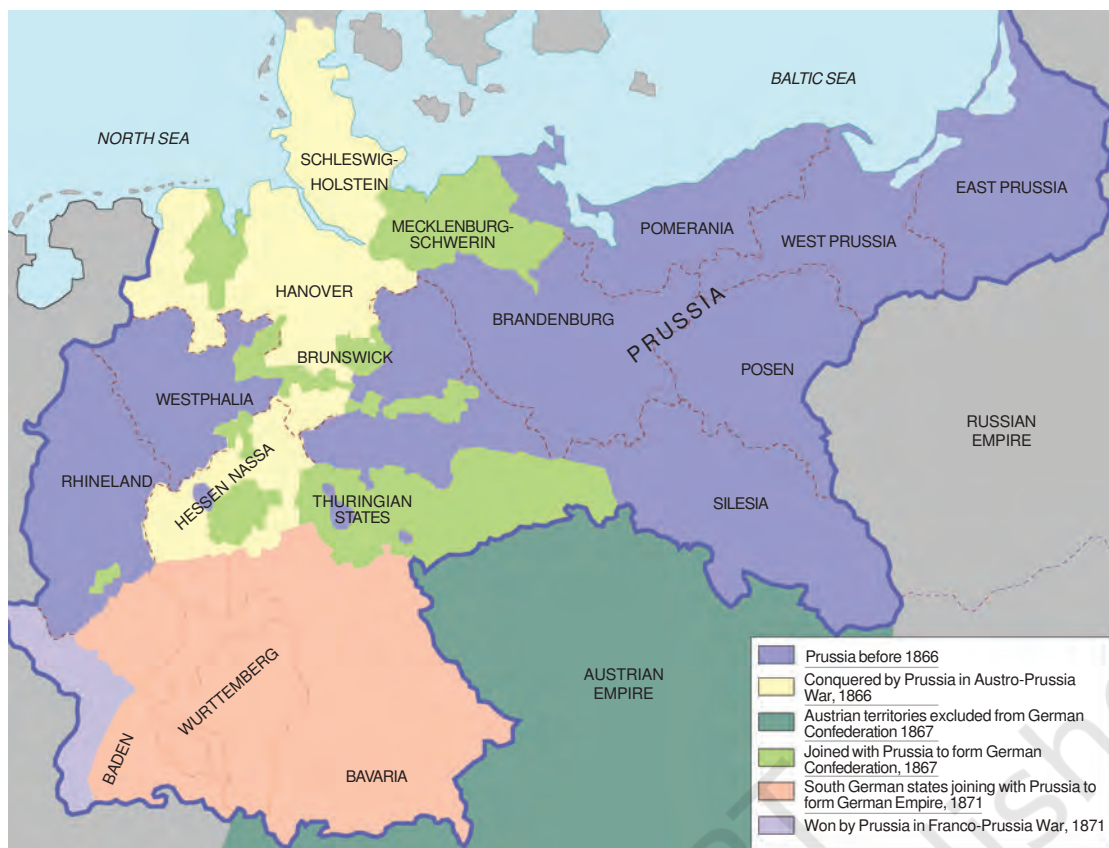 BALTIC SEA
NORTH SEA
SCHLESWIG-
HOLSTEIN
EAST PRUSSIA
MECKLENBURG-
SCHWERIN
POMERANIA
WEST PRUSSIA
HANOVER
BRANDENBURG
PRUSSIA
BRUNSWICK
POSEN
WESTPHALIA
RUSSIAN
EMPIRE
RHINELAND
HESSEN NASSA
THURINGIAN
STATES
SILESIA
AUSTRIAN
EMPIRE
WURTTEMBERG
BADEN
BAVARIA
Prussia before 1866
Conquered by Prussia in Austro-Prussia
War, 1866
Austrian territories excluded from German
Confederation 1867
Joined with Prussia to form German
Confederation, 1867
South German states joining with Prussia to
form German Empire, 1871
Won by Prussia in Franco-Prussia War, 1871